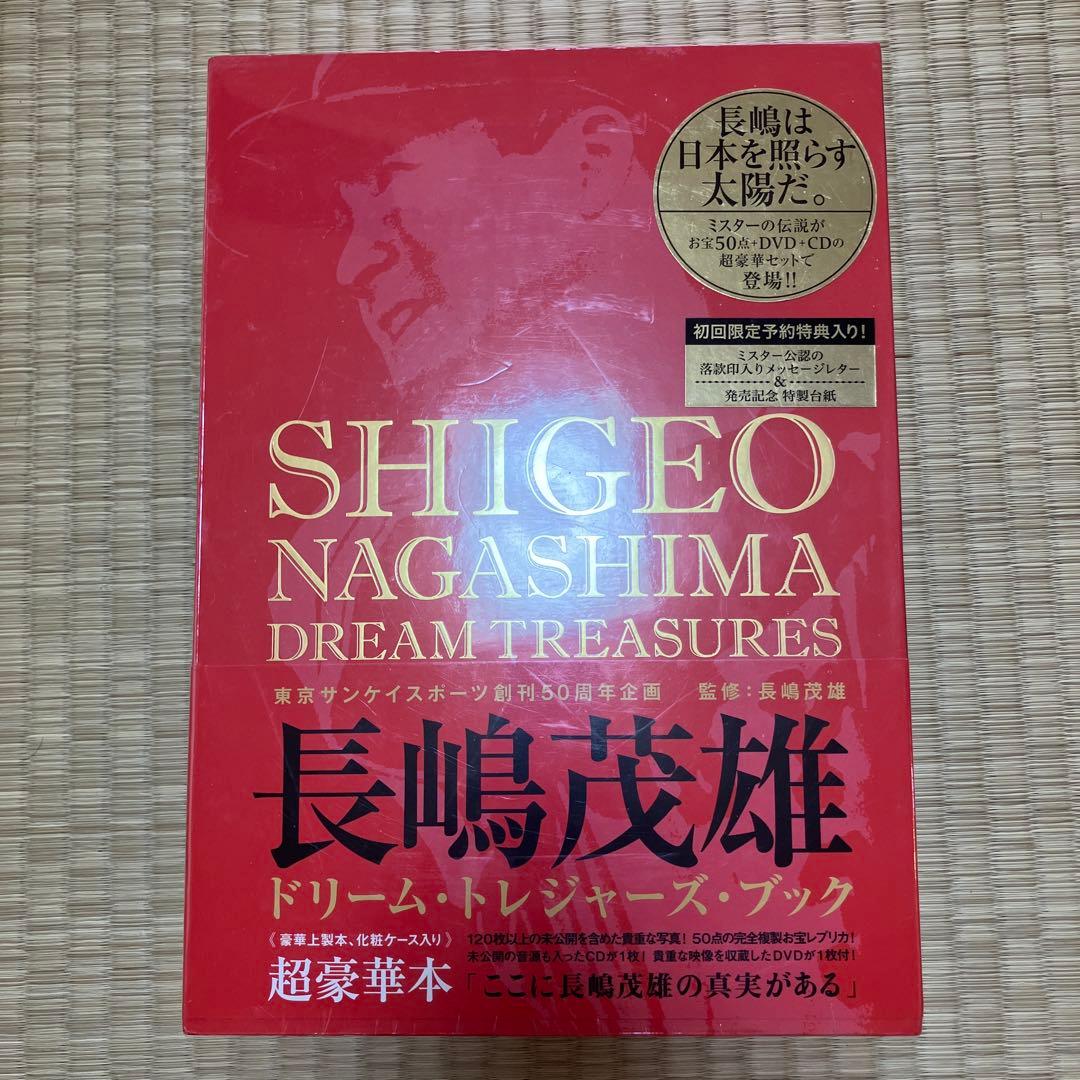 長嶋は
日本を照らす
太陽だ。
ミスターの伝説が
お宝50点+DVD+CDの
超豪華セットで
登場!!
初回限定予約特典入り!
ミスター公認の
落款印入りメッセージレター
&
発売記念 特製台紙
SHIGEO
NAGASHIMA
DREAM TREASURES
東京サンケイスポーツ創刊50周年企画 監修:長嶋茂雄
長嶋茂雄
ドリーム・トレジャーズ・ブック
《豪華上製本、化粧ケース入り》
超豪華本
120枚以上の未公開を含めた貴重な写真! 50点の完全複製お宝レプリカ!
未公開の音源も入ったCDが1枚! 貴重な映像を収蔵したDVDが1枚付!
「ここに長嶋茂雄の真実がある」